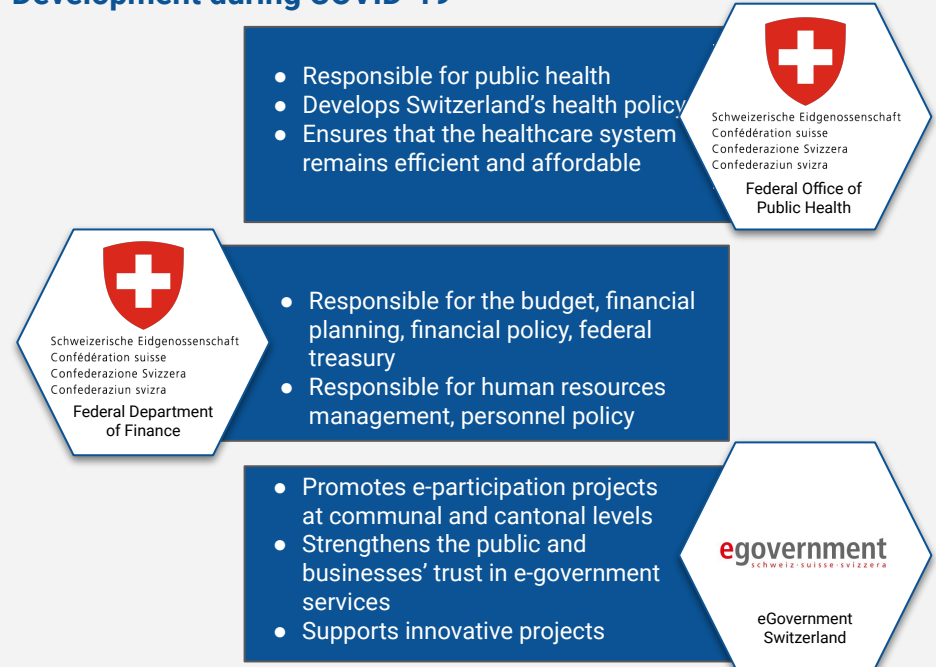 Development during COVID-19
● Responsible for public health
● Develops Switzerland's health policy
● Ensures that the healthcare system
remains efficient and affordable
Schweizerische Eidgenossenschaft
Confédération suisse
Confederazione Svizzera
Confederaziun svizra
Federal Office of
Public Health
Schweizerische Eidgenossenschaft
Confédération suisse
Confederazione Svizzera
Confederaziun svizra
Federal Department
of Finance
● Responsible for the budget, financial
planning, financial policy, federal
treasury
● Responsible for human resources
management, personnel policy
● Promotes e-participation projects
at communal and cantonal levels
● Strengthens the public and
businesses' trust in e-government
services
● Supports innovative projects
egovernment
schweiz·suisse·svizzera
eGovernment
Switzerland